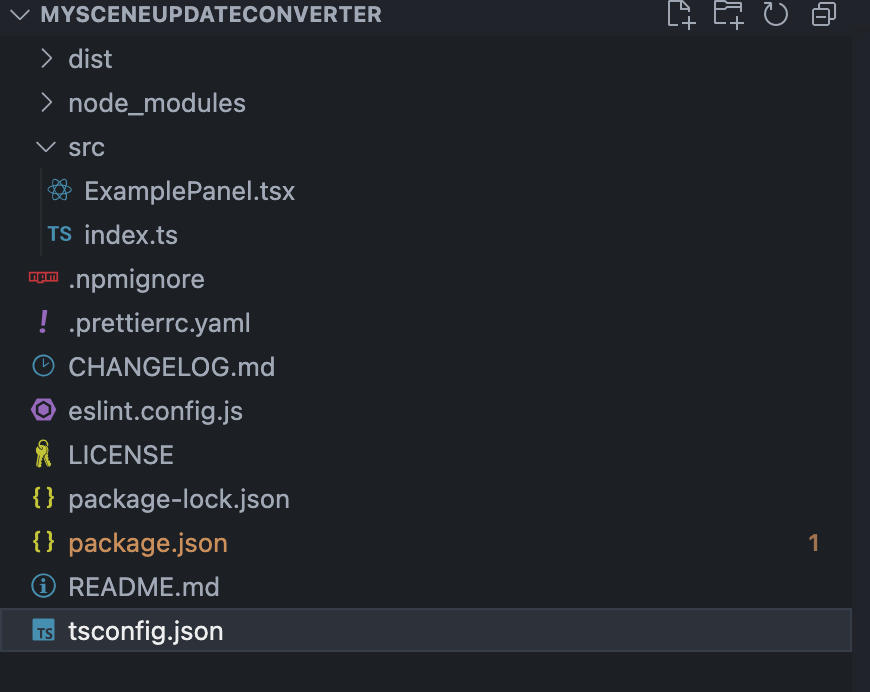 MYSCENEUPDATECONVERTER
dist
node_modules
src
ExamplePanel.tsx
TS index.ts
.npmignore
.prettierrc.yaml
CHANGELOG.md
eslint.config.js
LICENSE
{} package-lock.json
{} package.json 1
README.md
TS tsconfig.json